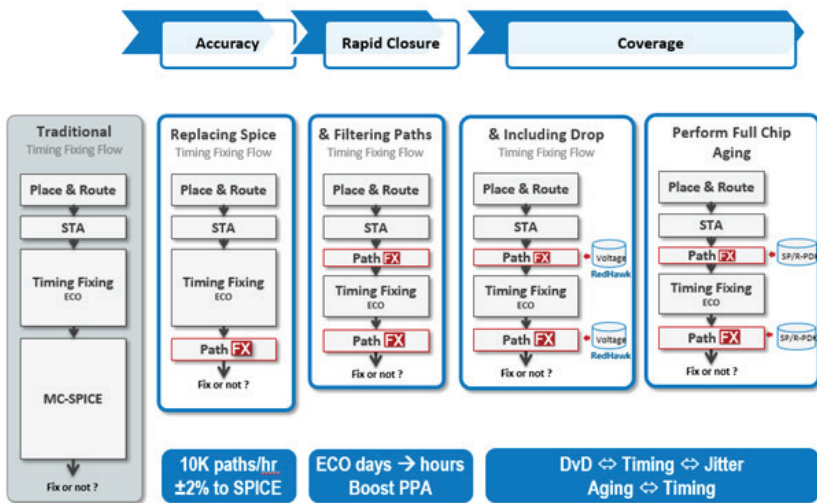 Accuracy
Rapid Closure
Coverage
Traditional
Timing Fixing Flow
Place & Route
STA
Timing Fixing
ECO
MC-SPICE
Fix or not ?
Replacing Spice
Timing Fixing Flow
Place & Route
STA
Timing Fixing
ECO
Path FX
Fix or not ?
10K paths/hr
±2% to SPICE
& Filtering Paths
Timing Fixing Flow
Place & Route
STA
Path FX
Timing Fixing
ECO
Path FX
Fix or not ?
ECO days → hours
Boost PPA
& Including Drop
Timing Fixing Flow
Place & Route
STA
Path FX
Voltage
RedHawk
Timing Fixing
ECO
Path FX
Voltage
RedHawk
Fix or not ?
Perform Full Chip
Aging
Place & Route
STA
Path FX
SP/R-PDK
Timing Fixing
ECO
Path FX
SP/R-PDK
Fix or not ?
DvD ⇔ Timing ⇔ Jitter
Aging ⇔ Timing